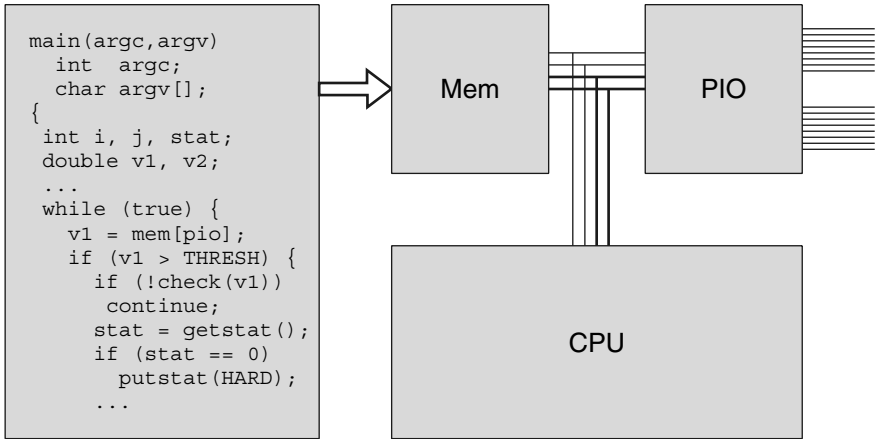 main(argc,argv)
int argc;
char argv[];
{
int i, j, stat;
double v1, v2;
...
while (true) {
v1 = mem[pio];
if (v1 > THRESH) {
if (!check(v1))
continue;
stat = getstat();
if (stat == 0)
putstat(HARD);
...
Mem
PIO
CPU